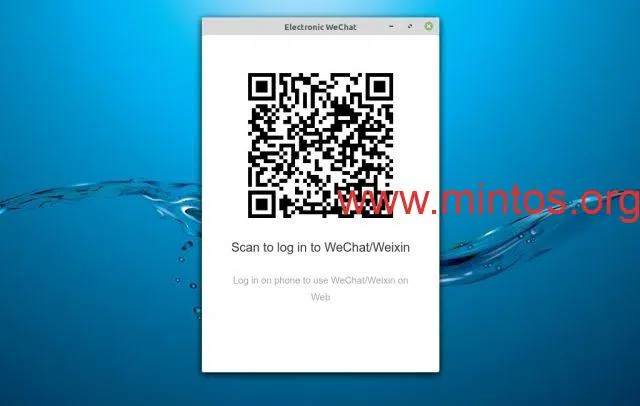 Electronic WeChat
www.mintos.org
Scan to log in to WeChat/Weixin
Log in on phone to use WeChat/Weixin on
Web